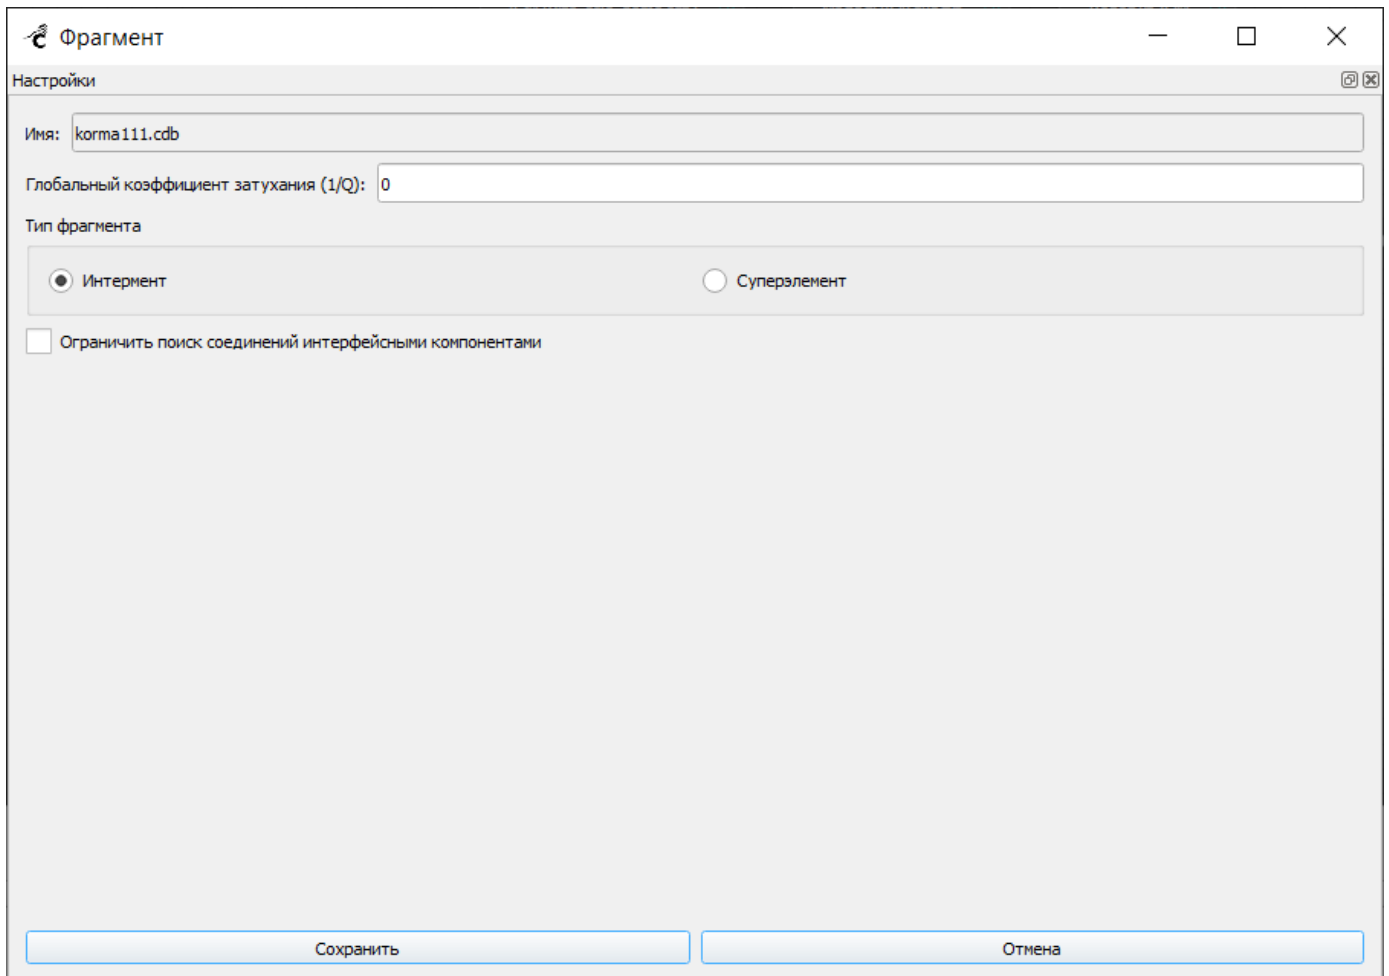 Фрагмент
Настройки
Имя: korma111.cdb
Глобальный коэффициент затухания (1/Q): 0
Тип фрагмента
Интермент Суперэлемент
Ограничить поиск соединений интерфейсными компонентами
Сохранить Отмена